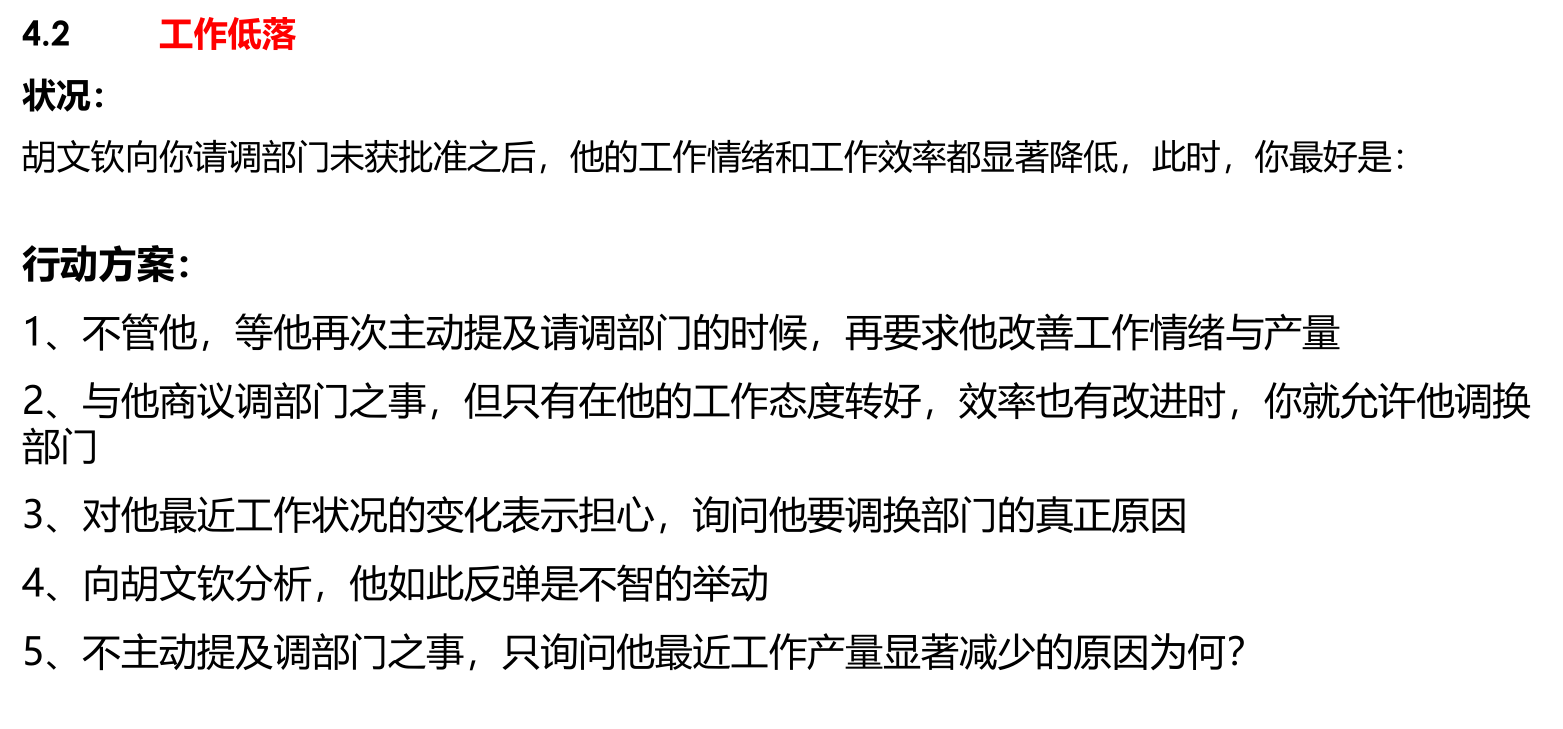 4.2 工作低落
状况：
胡文钦向你请调部门未获批准之后，他的工作情绪和工作效率都显著降低，此时，你最好是：
行动方案：
1、不管他，等他再次主动提及请调部门的时候，再要求他改善工作情绪与产量
2、与他商议调部门之事，但只有在他的工作态度转好，效率也有改进时，你就允许他调换
部门
3、对他最近工作状况的变化表示担心，询问他要调换部门的真正原因
4、向胡文钦分析，他如此反弹是不智的举动
5、不主动提及调部门之事，只询问他最近工作产量显著减少的原因为何？